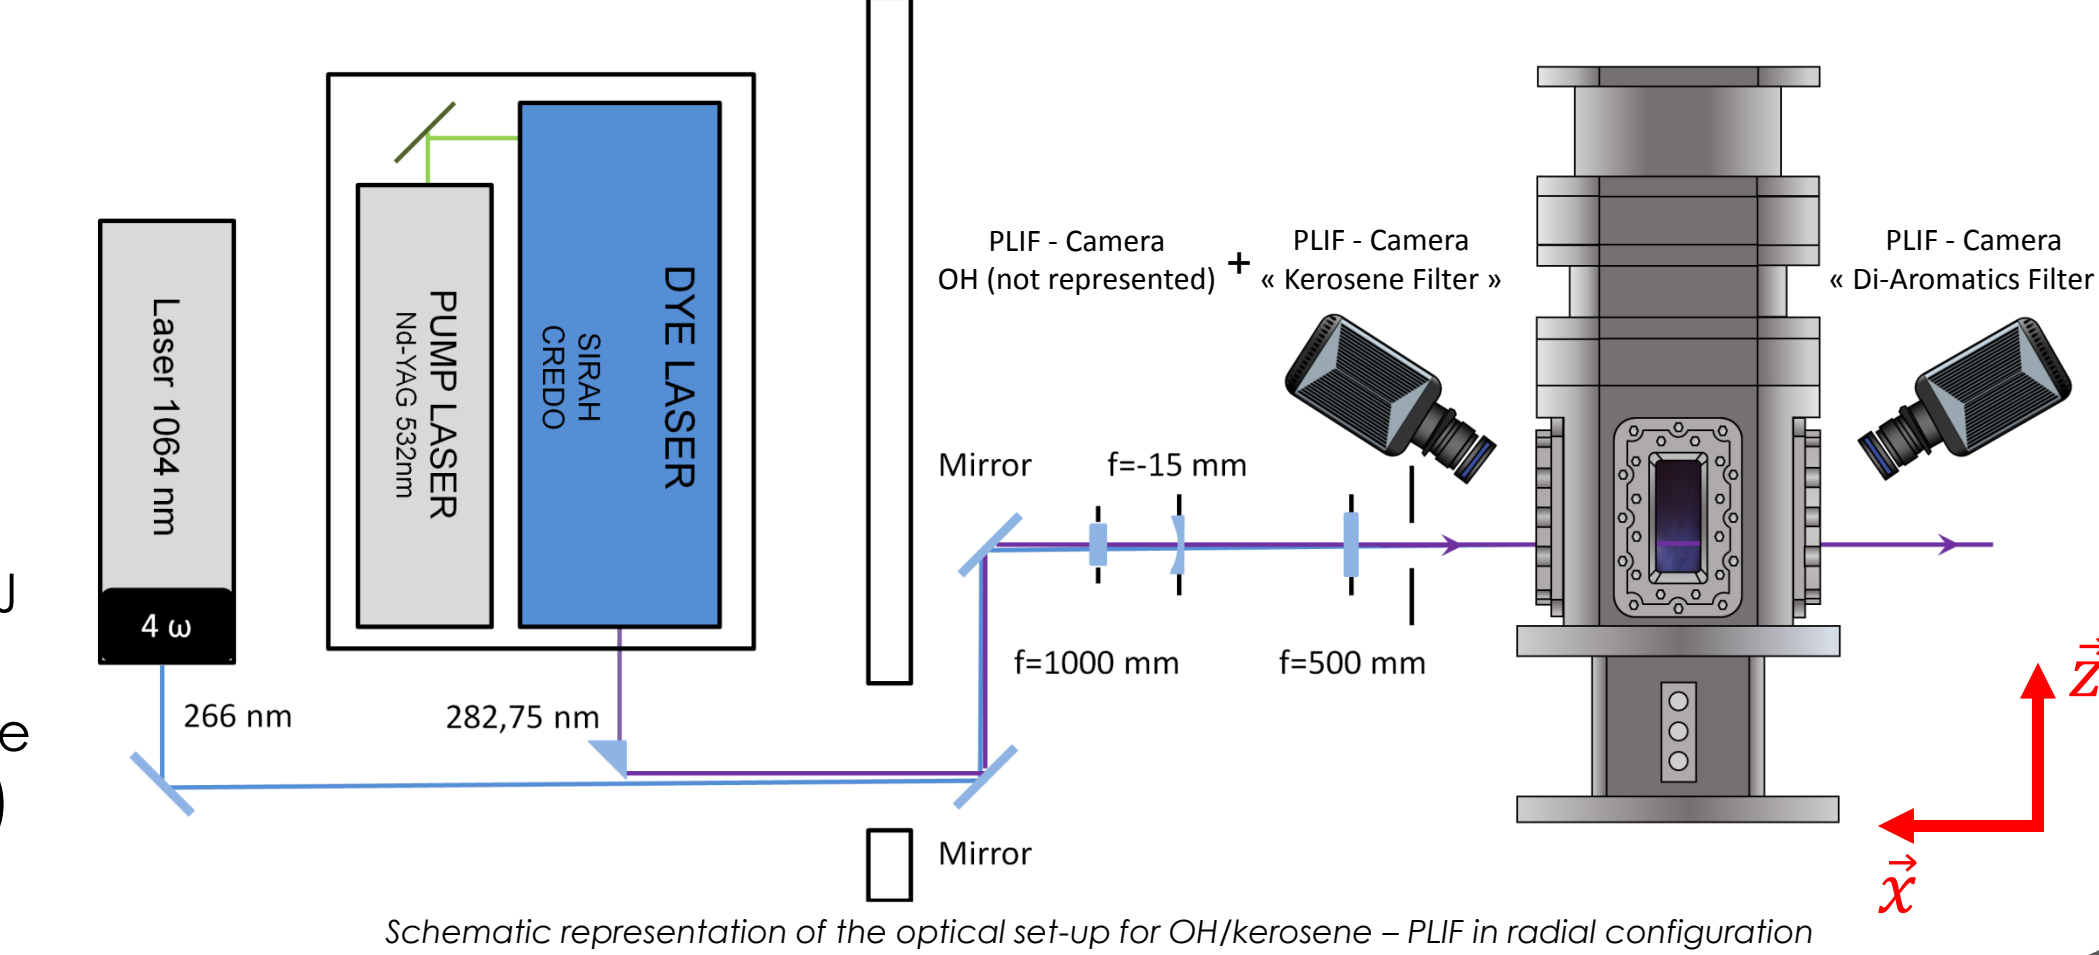 Laser 1064 nm
4 ω
PUMP LASER
Nd-YAG 532nm
SIRAH
CREDO
DYE LASER
266 nm
282,75 nm
PLIF - Camera
OH (not represented)
+
PLIF - Camera
« Kerosene Filter »
PLIF - Camera
« Di-Aromatics Filter
Mirror
f=-15 mm
f=1000 mm
f=500 mm
Mirror
J
e
)
z
x
Schematic representation of the optical set-up for OH/kerosene – PLIF in radial configuration